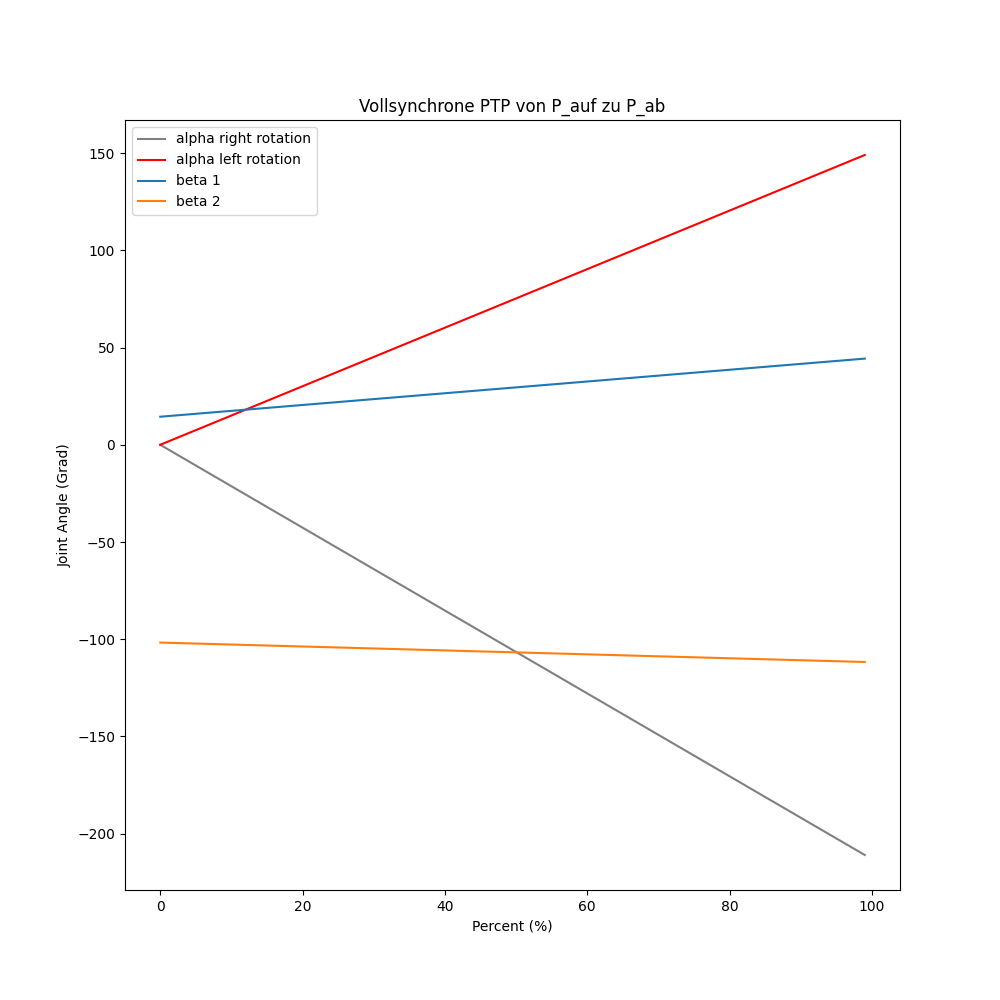 Vollsynchrone PTP von P_auf zu P_ab
alpha right rotation
alpha left rotation
beta 1
beta 2
150
100
50
0
−50
−100
−150
−200
Joint Angle (Grad)
0 20 40 60 80 100
Percent (%)